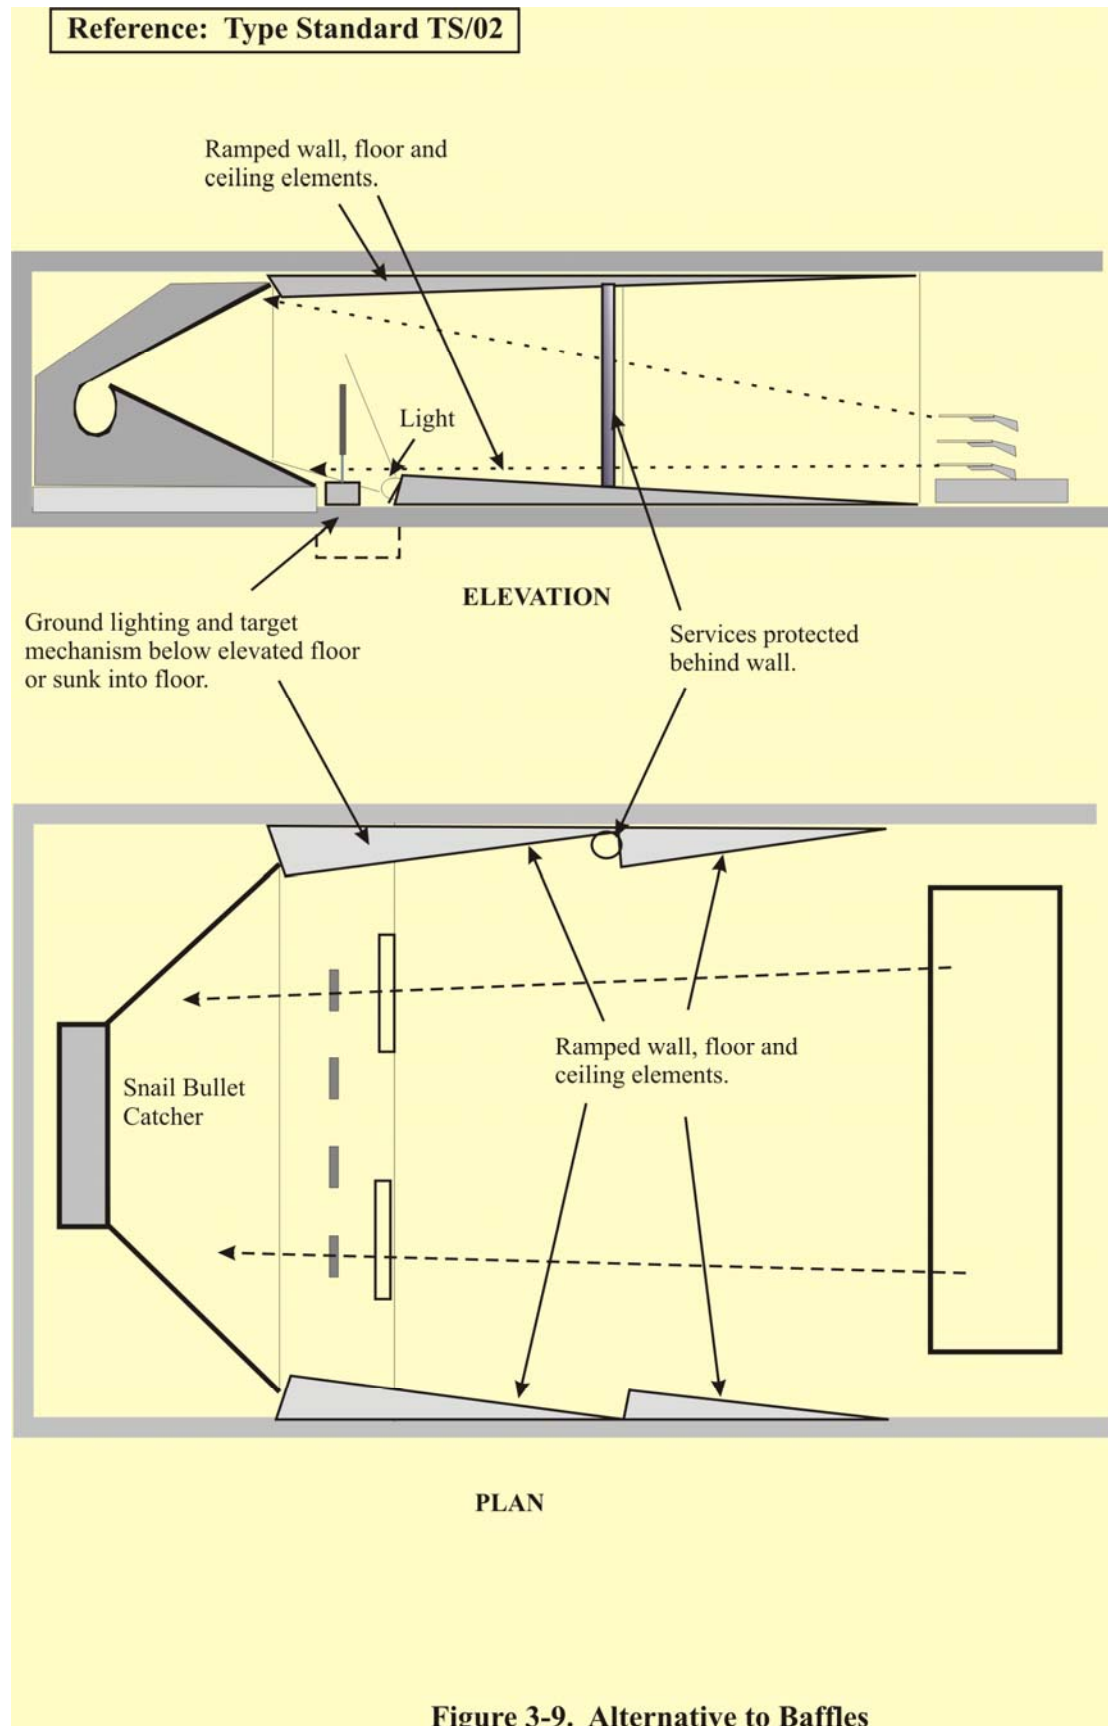 Reference:  Type Standard TS/02
Ramped wall, floor and
ceiling elements.
Light
ELEVATION
Ground lighting and target
mechanism below elevated floor
or sunk into floor.
Services protected
behind wall.
Ramped wall, floor and
ceiling elements.
Snail Bullet
Catcher
PLAN
Figure 3-9.  Alternative to Baffles